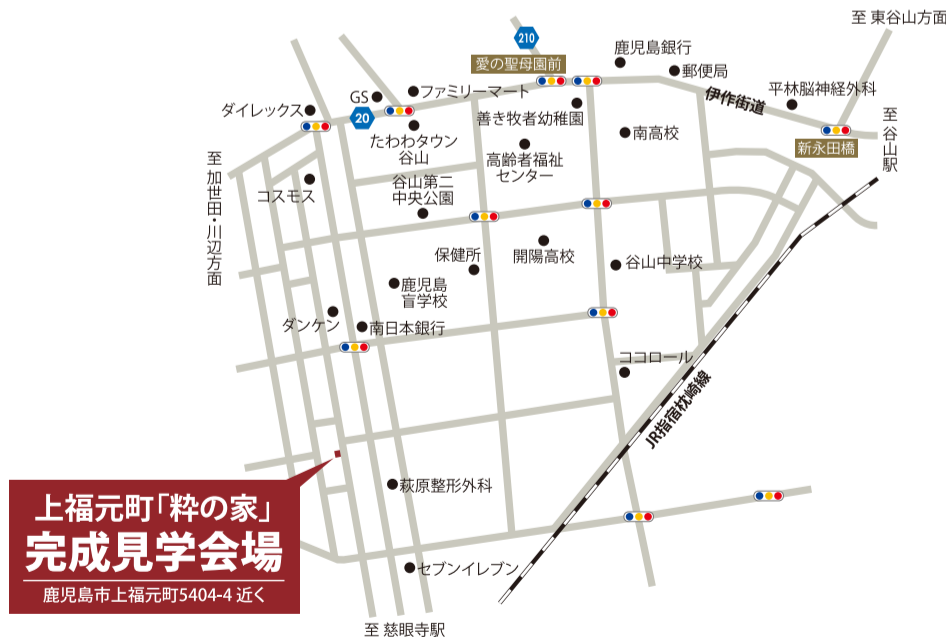 至 東谷山方面
210
鹿児島銀行
愛の聖母園前
郵便局
GS
ファミリーマート
伊作街道
平林脳神経外科
ダイレックス
20
善き牧者幼稚園
至 谷山駅
たわわタウン
谷山
南高校
新永田橋
高齢者福祉
センター
至 加世田・川辺方面
コスモス
谷山第二
中央公園
保健所
開陽高校
谷山中学校
鹿児島
盲学校
ダンケン
南日本銀行
ココロール
JR指宿枕崎線
萩原整形外科
上福元町「粋の家」
完成見学会場
鹿児島市上福元町5404-4 近く
セブンイレブン
至 慈眼寺駅